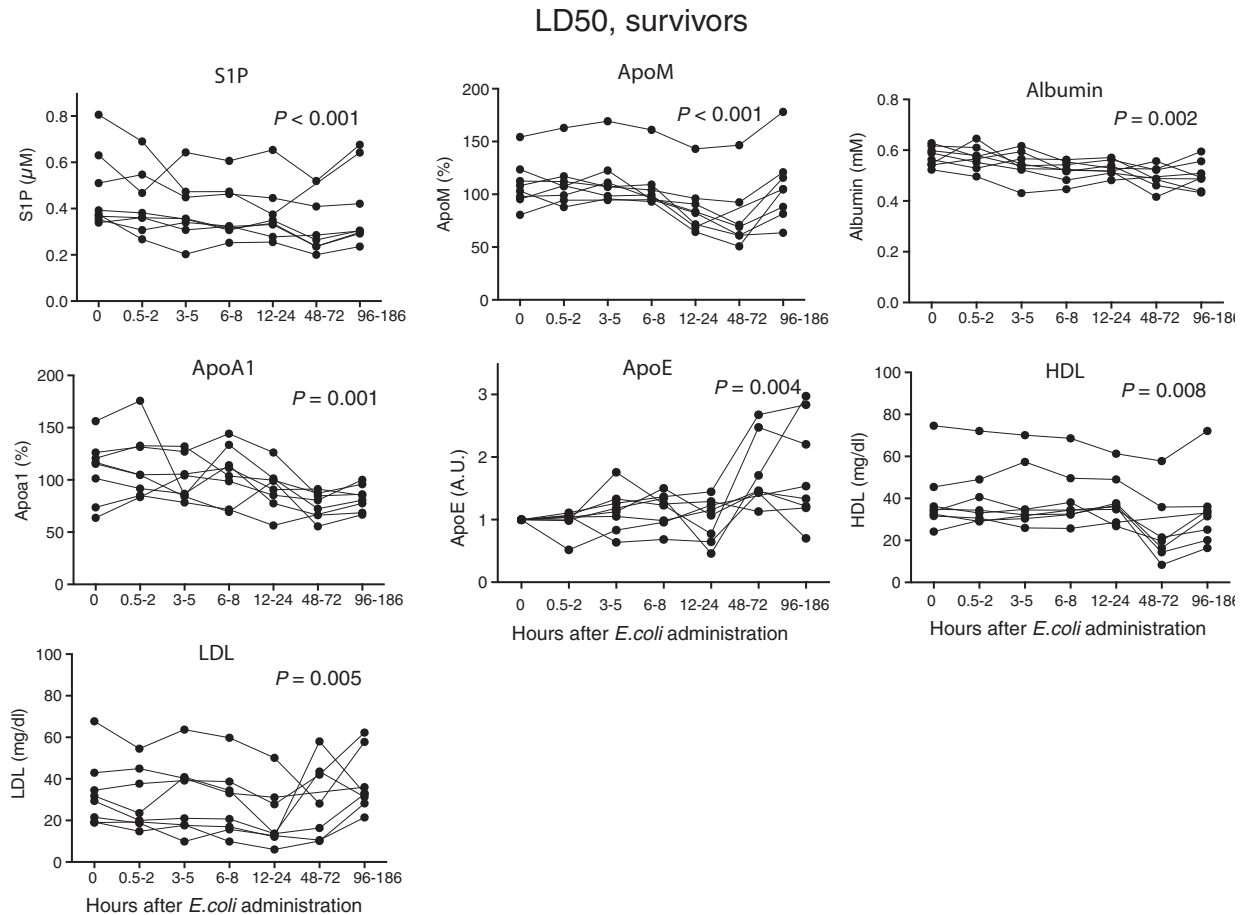 LD50, survivors
S1P
P < 0.001
S1P (µM)
0.8
0.6
0.4
0.2
0.0
0 0.5-2 3-5 6-8 12-24 48-72 96-186
ApoM
P < 0.001
ApoM (%)
200
150
100
50
0
0 0.5-2 3-5 6-8 12-24 48-72 96-186
Albumin
P = 0.002
Albumin (mM)
0.8
0.6
0.4
0.2
0.0
0 0.5-2 3-5 6-8 12-24 48-72 96-186
ApoA1
P = 0.001
Apoa1 (%)
200
150
100
50
0
0 0.5-2 3-5 6-8 12-24 48-72 96-186
ApoE
P = 0.004
ApoE (A.U.)
3
2
1
0
0 0.5-2 3-5 6-8 12-24 48-72 96-186
Hours after E.coli administration
HDL
P = 0.008
HDL (mg/dl)
100
80
60
40
20
0
0 0.5-2 3-5 6-8 12-24 48-72 96-186
Hours after E.coli administration
LDL
P = 0.005
LDL (mg/dl)
100
80
60
40
20
0
0 0.5-2 3-5 6-8 12-24 48-72 96-186
Hours after E.coli administration